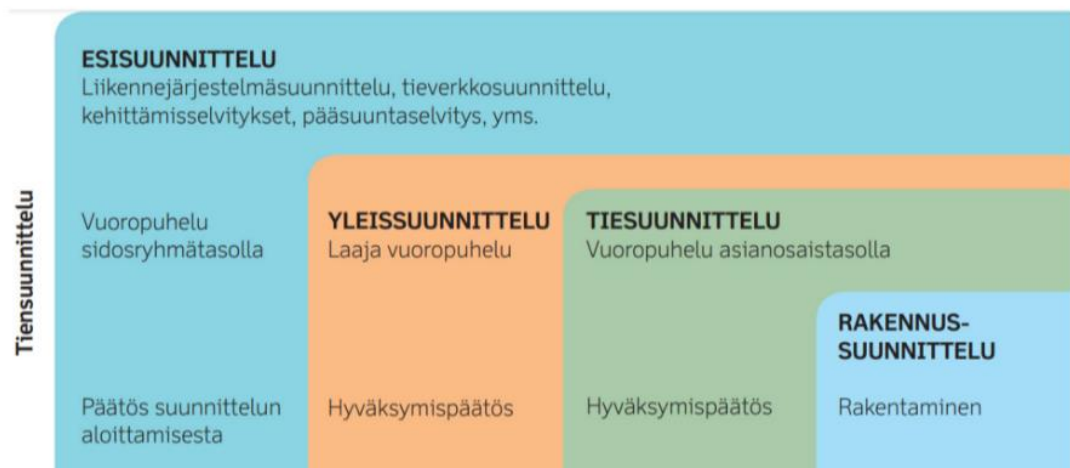 Tiensuunnittelu
ESISUUNNITTELU
Liikennejärjestelmäsuunnittelu, tieverkkosuunnittelu,
kehittämisselvitykset, pääsuuntaselvitys, yms.
Vuoropuhelu
sidosryhmätasolla
Päätös suunnittelun
aloittamisesta
YLEISSUUNNITTELU
Laaja vuoropuhelu
Hyväksymispäätös
TIESUUNNITTELU
Vuoropuhelu asianosaistasolla
Hyväksymispäätös
RAKENNUS-
SUUNNITTELU
Rakentaminen